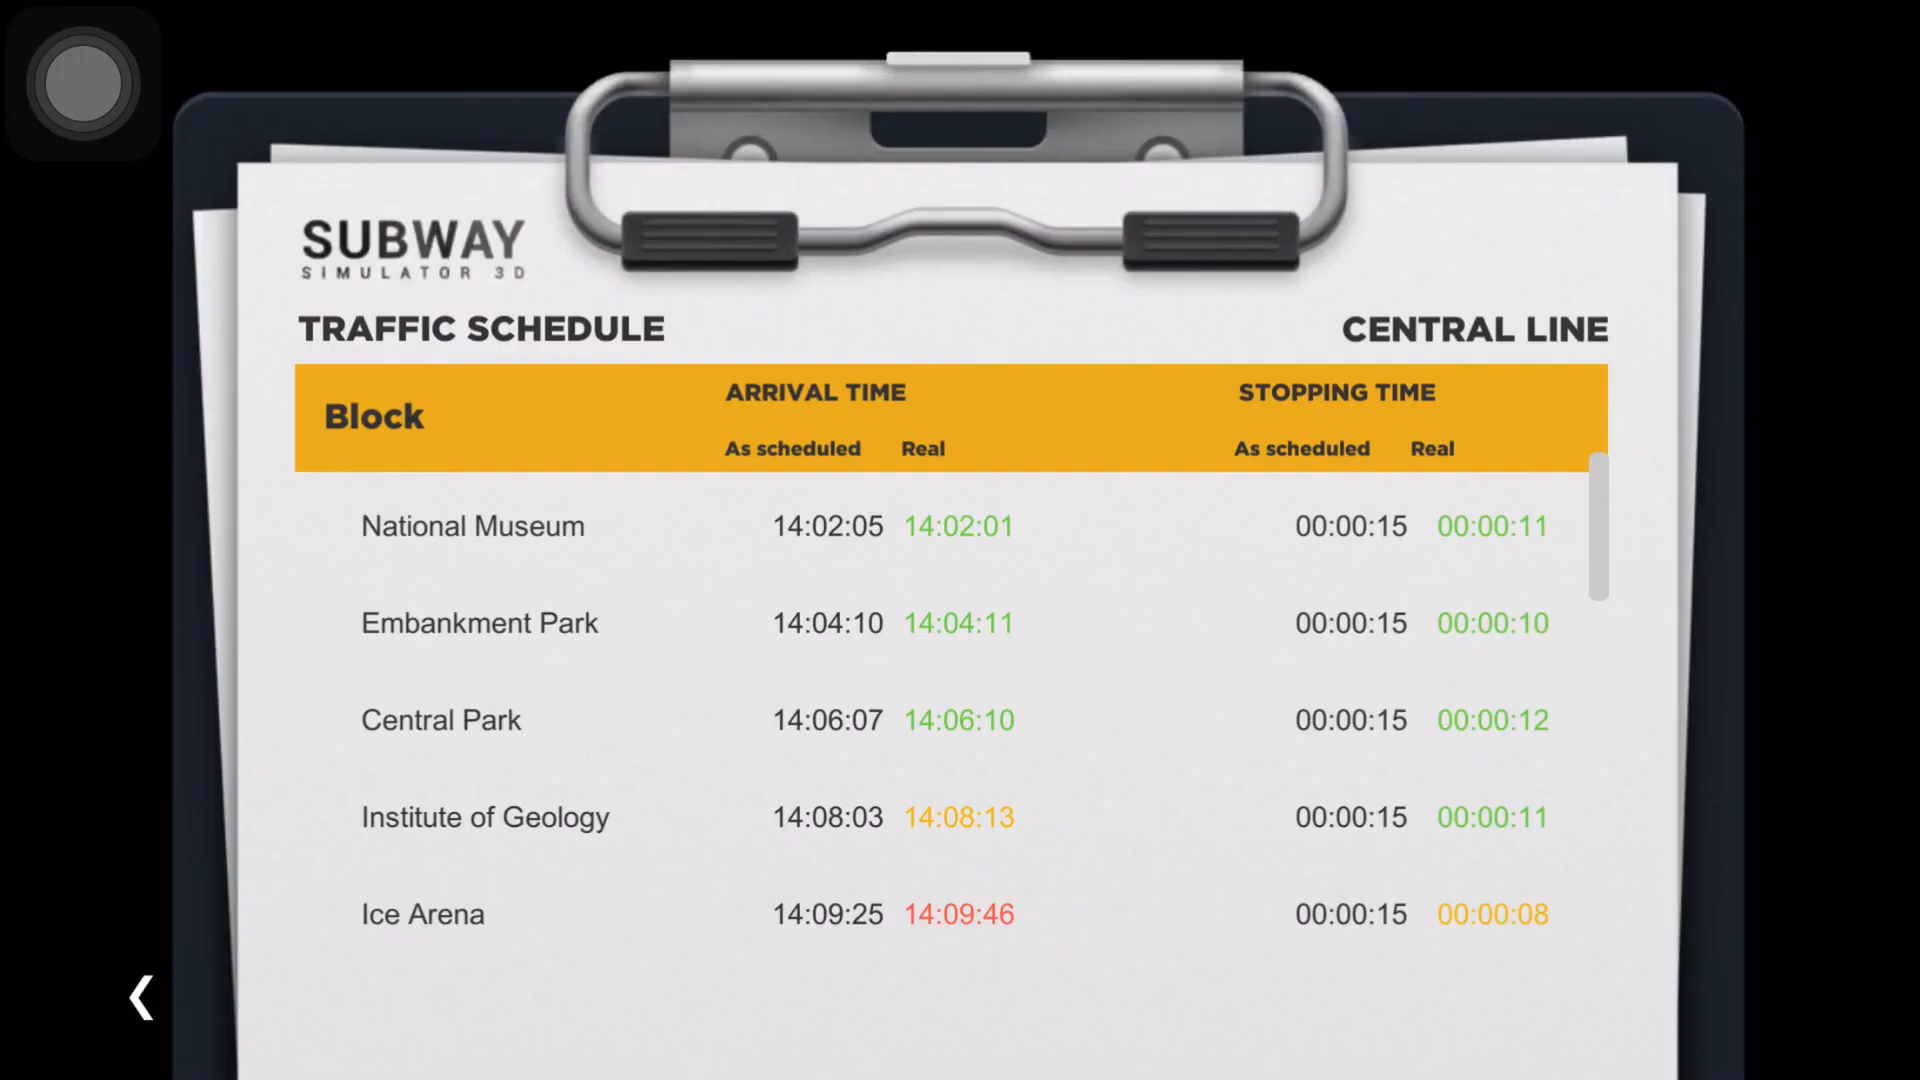 SUBWAY
SIMULATOR 3D
TRAFFIC SCHEDULE CENTRAL LINE
Block ARRIVAL TIME STOPPING TIME
As scheduled Real As scheduled Real
National Museum 14:02:05 14:02:01 00:00:15 00:00:11
Embankment Park 14:04:10 14:04:11 00:00:15 00:00:10
Central Park 14:06:07 14:06:10 00:00:15 00:00:12
Institute of Geology 14:08:03 14:08:13 00:00:15 00:00:11
Ice Arena 14:09:25 14:09:46 00:00:15 00:00:08